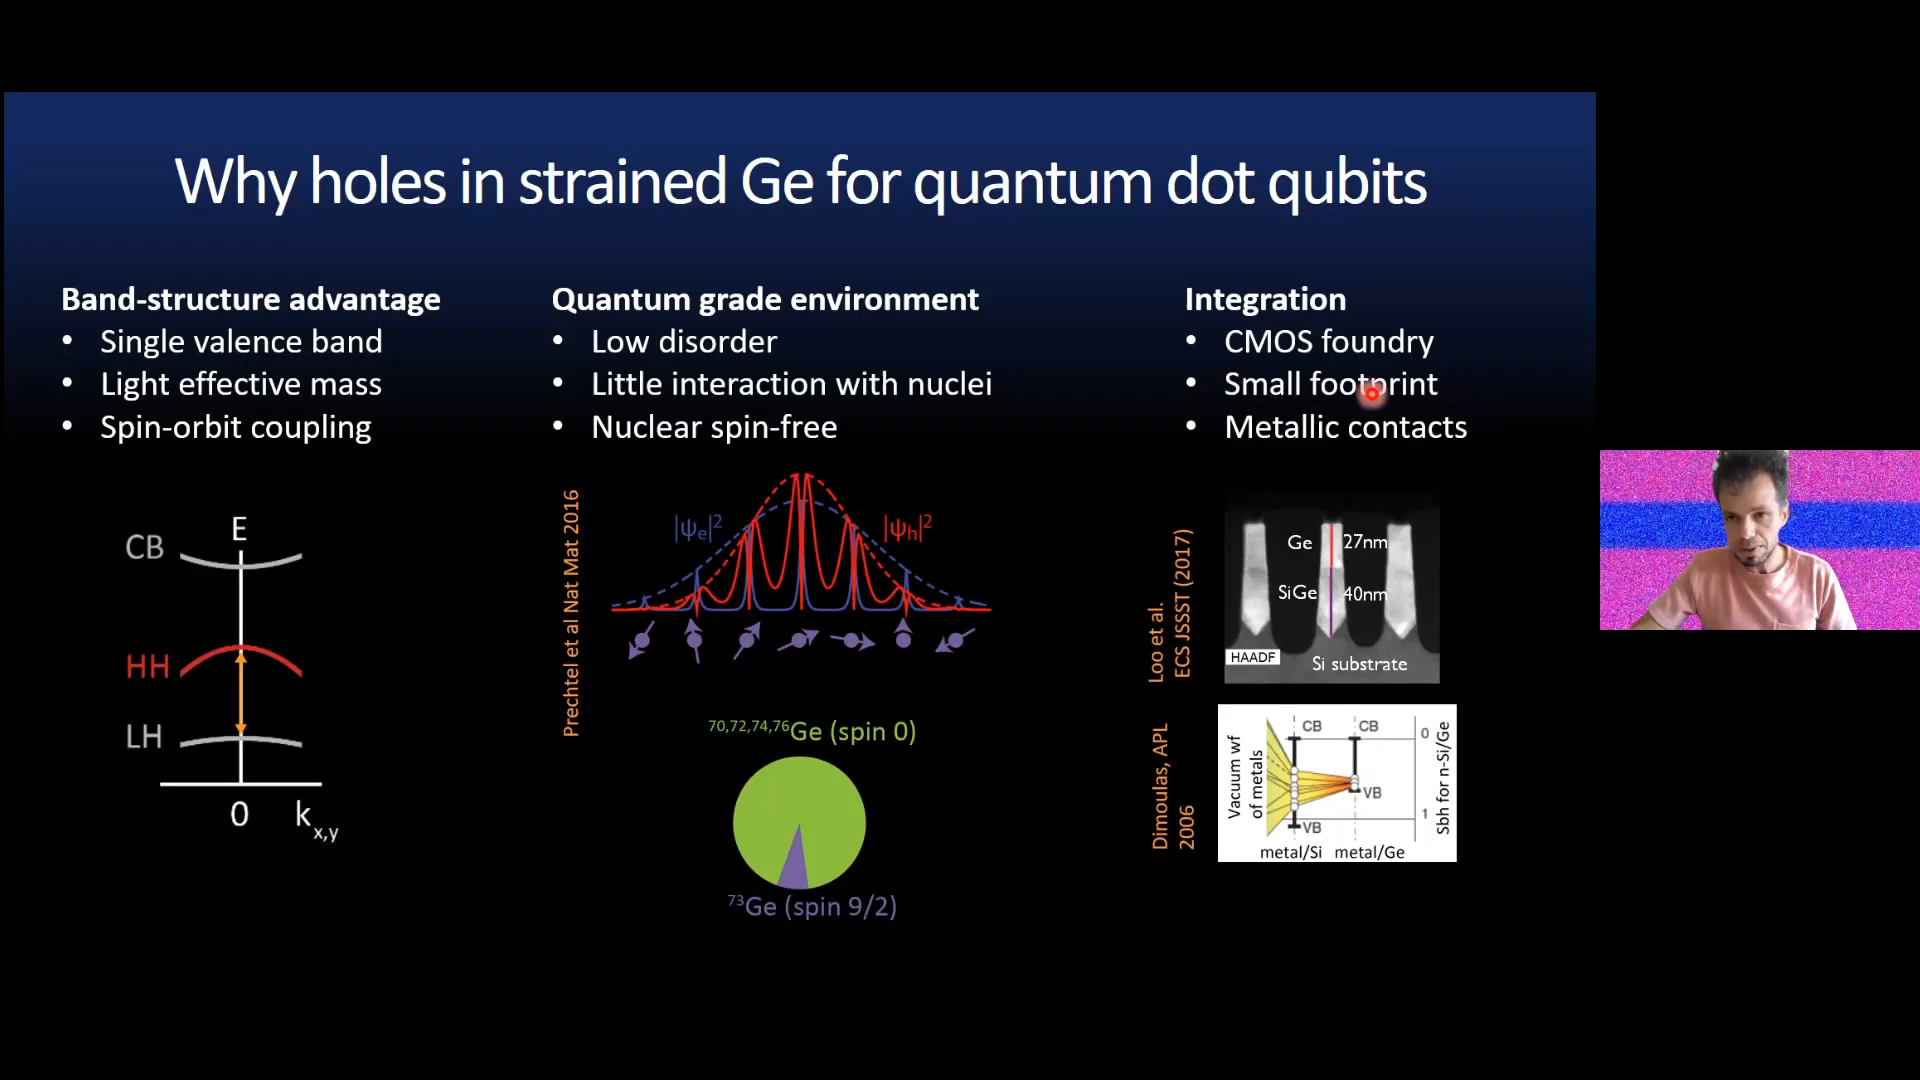 Why holes in strained Ge for quantum dot qubits
Band-structure advantage
• Single valence band
• Light effective mass
• Spin-orbit coupling
E
CB
HH
LH
0
kx,y
Quantum grade environment
• Low disorder
• Little interaction with nuclei
• Nuclear spin-free
Prechtel et al Nat Mat 2016
|ψe|²
|ψh|²
70,72,74,76Ge (spin 0)
73Ge (spin 9/2)
Integration
• CMOS foundry
• Small footprint
• Metallic contacts
Loo et al.
ECS JSSST (2017)
Ge 27nm
SiGe 40nm
HAADF
Si substrate
Dimoulas, APL
2006
Vacuum wf
of metals
CB CB
0
VB
1
VB
metal/Si metal/Ge
Sbh for n-Si/Ge